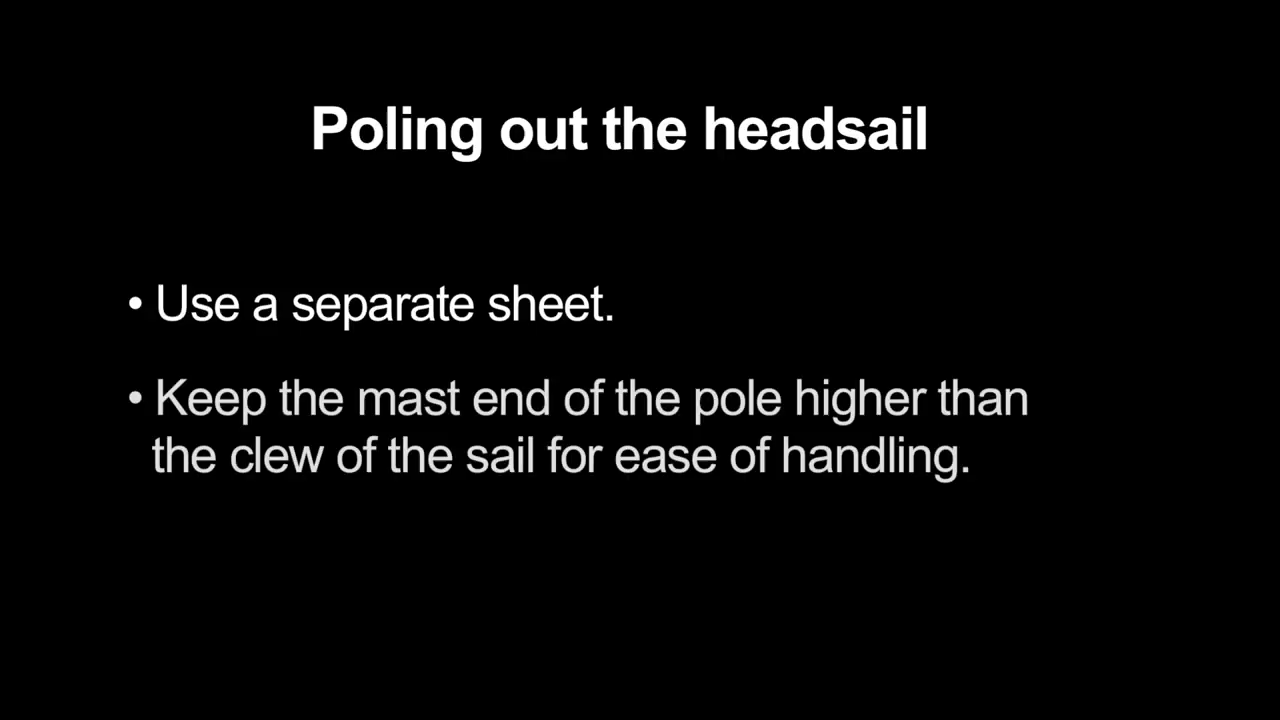 Poling out the headsail
• Use a separate sheet.
• Keep the mast end of the pole higher than
the clew of the sail for ease of handling.